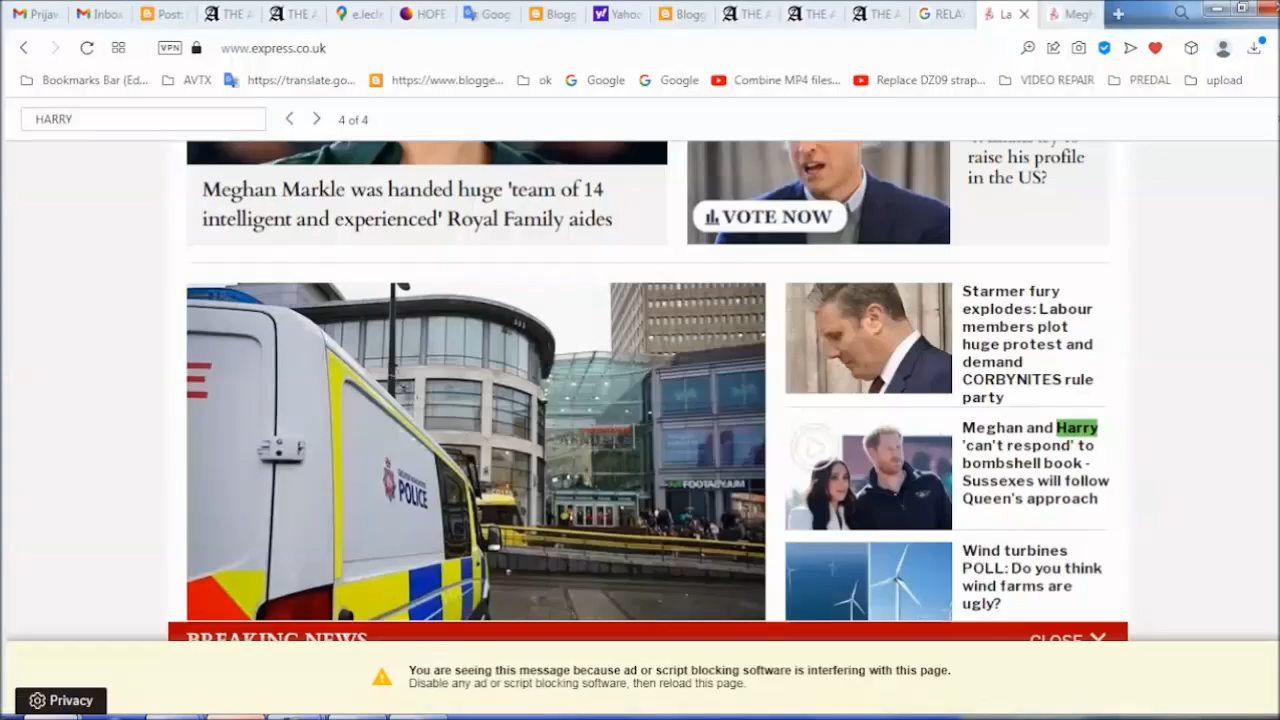 Prijav
Inbo
Post:
THE A
THE A
e.lecl
HOFE
Goog
Blogg
Yaho
Blogg
THE A
THE A
THE A
RELA
La
Megh
VPN
www.express.co.uk
Bookmarks Bar (Ed...
AVTX
https://translate.go...
https://www.blogge...
ok
Google
Google
Combine MP4 files...
Replace DZ09 strap...
VIDEO REPAIR
PREDAL
upload
HARRY
4 of 4
Meghan Markle was handed huge 'team of 14
intelligent and experienced' Royal Family aides
VOTE NOW
raise his profile
in the US?
POLICE
ARNDALE
FOOTASYLUM
Starmer fury
explodes: Labour
members plot
huge protest and
demand
CORBYNITES rule
party
Meghan and Harry
'can't respond' to
bombshell book -
Sussexes will follow
Queen's approach
Wind turbines
POLL: Do you think
wind farms are
ugly?
BREAKING NEWS
CLOSE
You are seeing this message because ad or script blocking software is interfering with this page.
Disable any ad or script blocking software, then reload this page.
Privacy